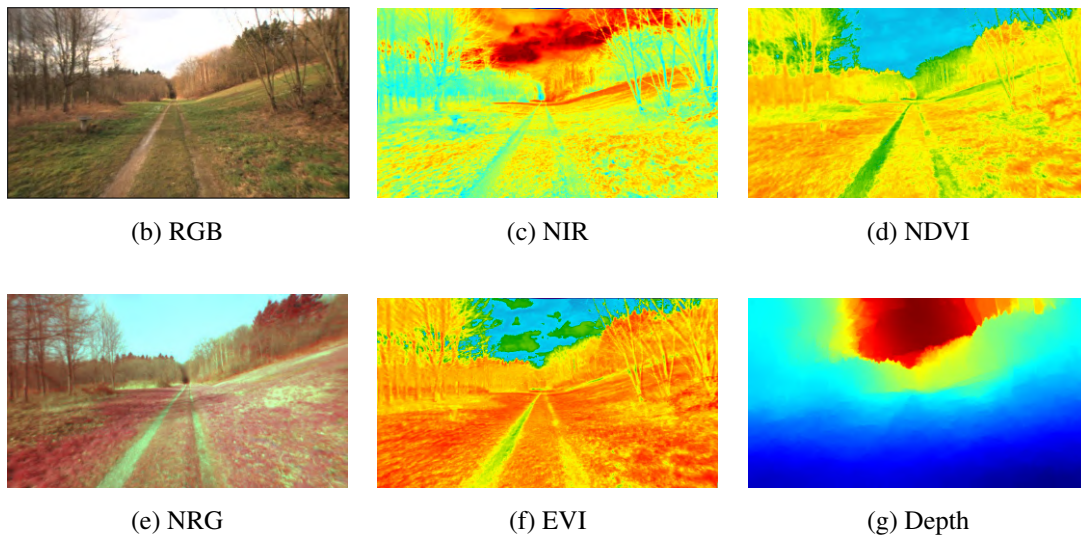 (b) RGB
(c) NIR
(d) NDVI
(e) NRG
(f) EVI
(g) Depth